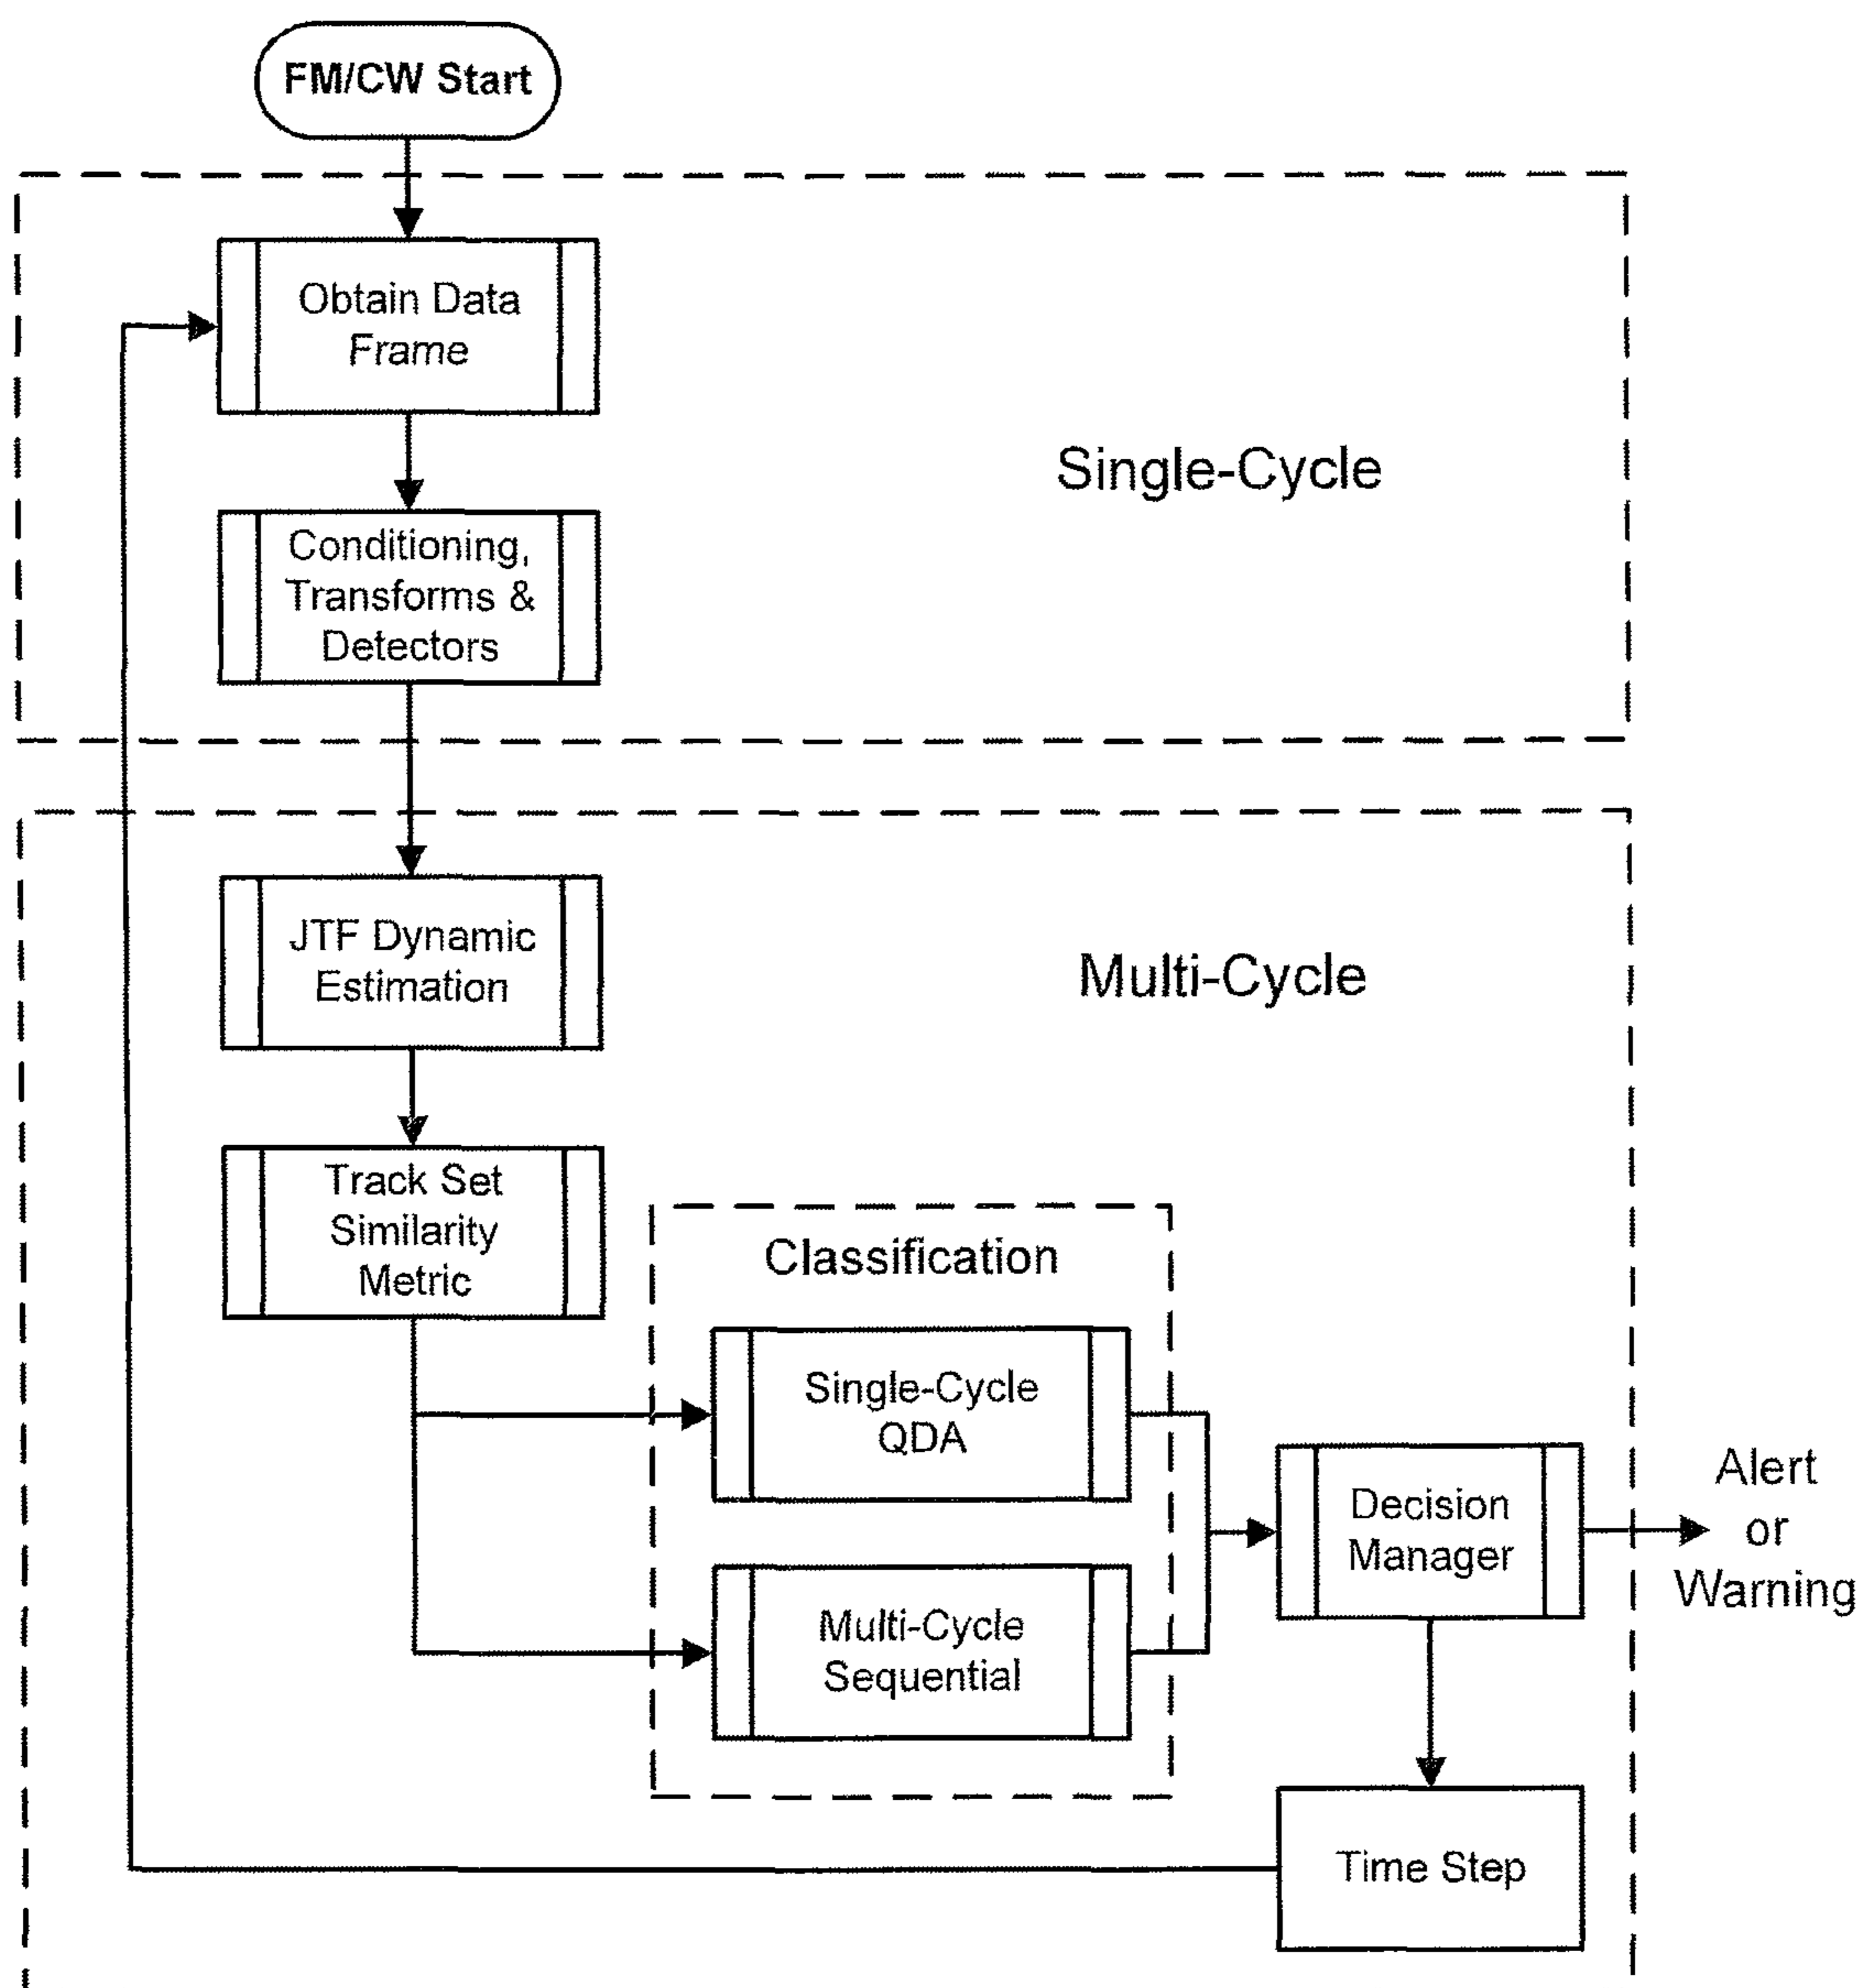 FM/CW Start
Obtain Data
Frame
Single-Cycle
Conditioning,
Transforms &
Detectors
JTF Dynamic
Estimation
Multi-Cycle
Track Set
Similarity
Metric
Classification
Single-Cycle
QDA
Multi-Cycle
Sequential
Decision
Manager
Alert
or
Warning
Time Step